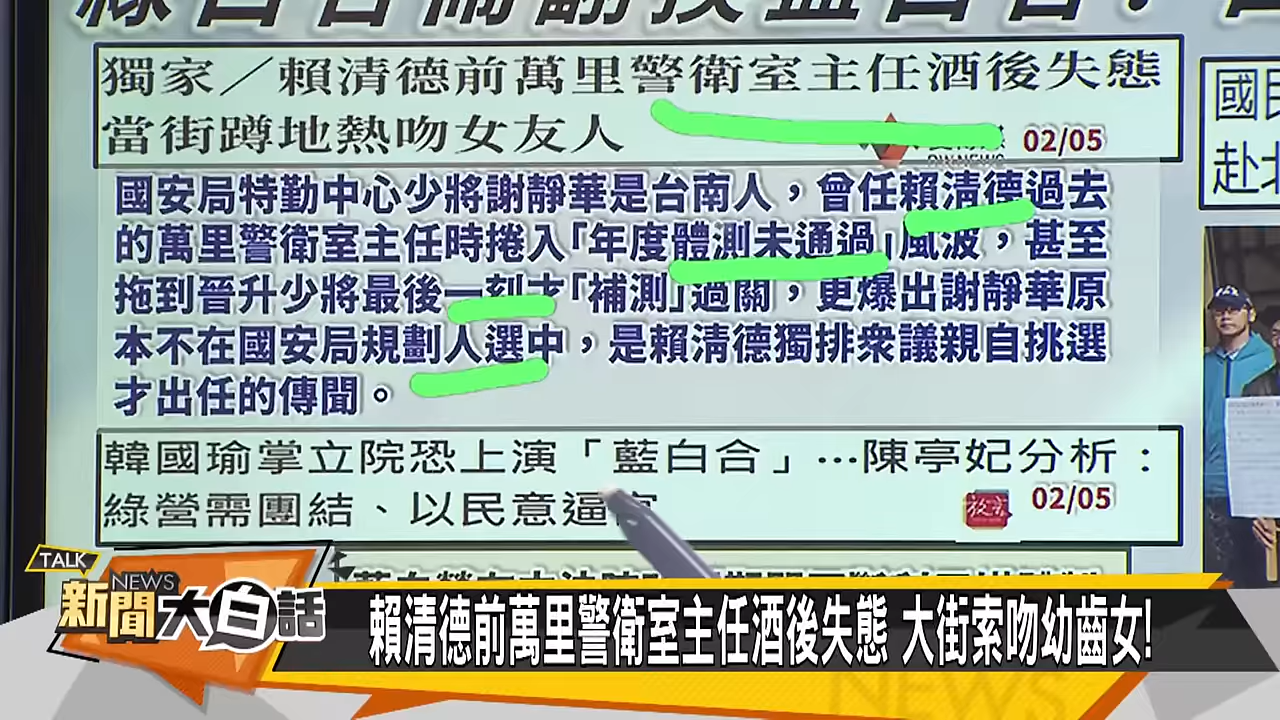 獨家／賴清德前萬里警衛室主任酒後失態
當街蹲地熱吻女友人
02/05
國安局特勤中心少將謝靜華是台南人，曾任賴清德過去
的萬里警衛室主任時捲入「年度體測未通過」風波，甚至
拖到晉升少將最後一刻才「補測」過關，更爆出謝靜華原
本不在國安局規劃人選中，是賴清德獨排眾議親自挑選
才出任的傳聞。
韓國瑜掌立院恐上演「藍白合」…陳亭妃分析：
綠營需團結、以民意逼
02/05
國
赴
TALK
NEWS
新聞大白話
賴清德前萬里警衛室主任酒後失態 大街索吻幼齒女!
NEWS